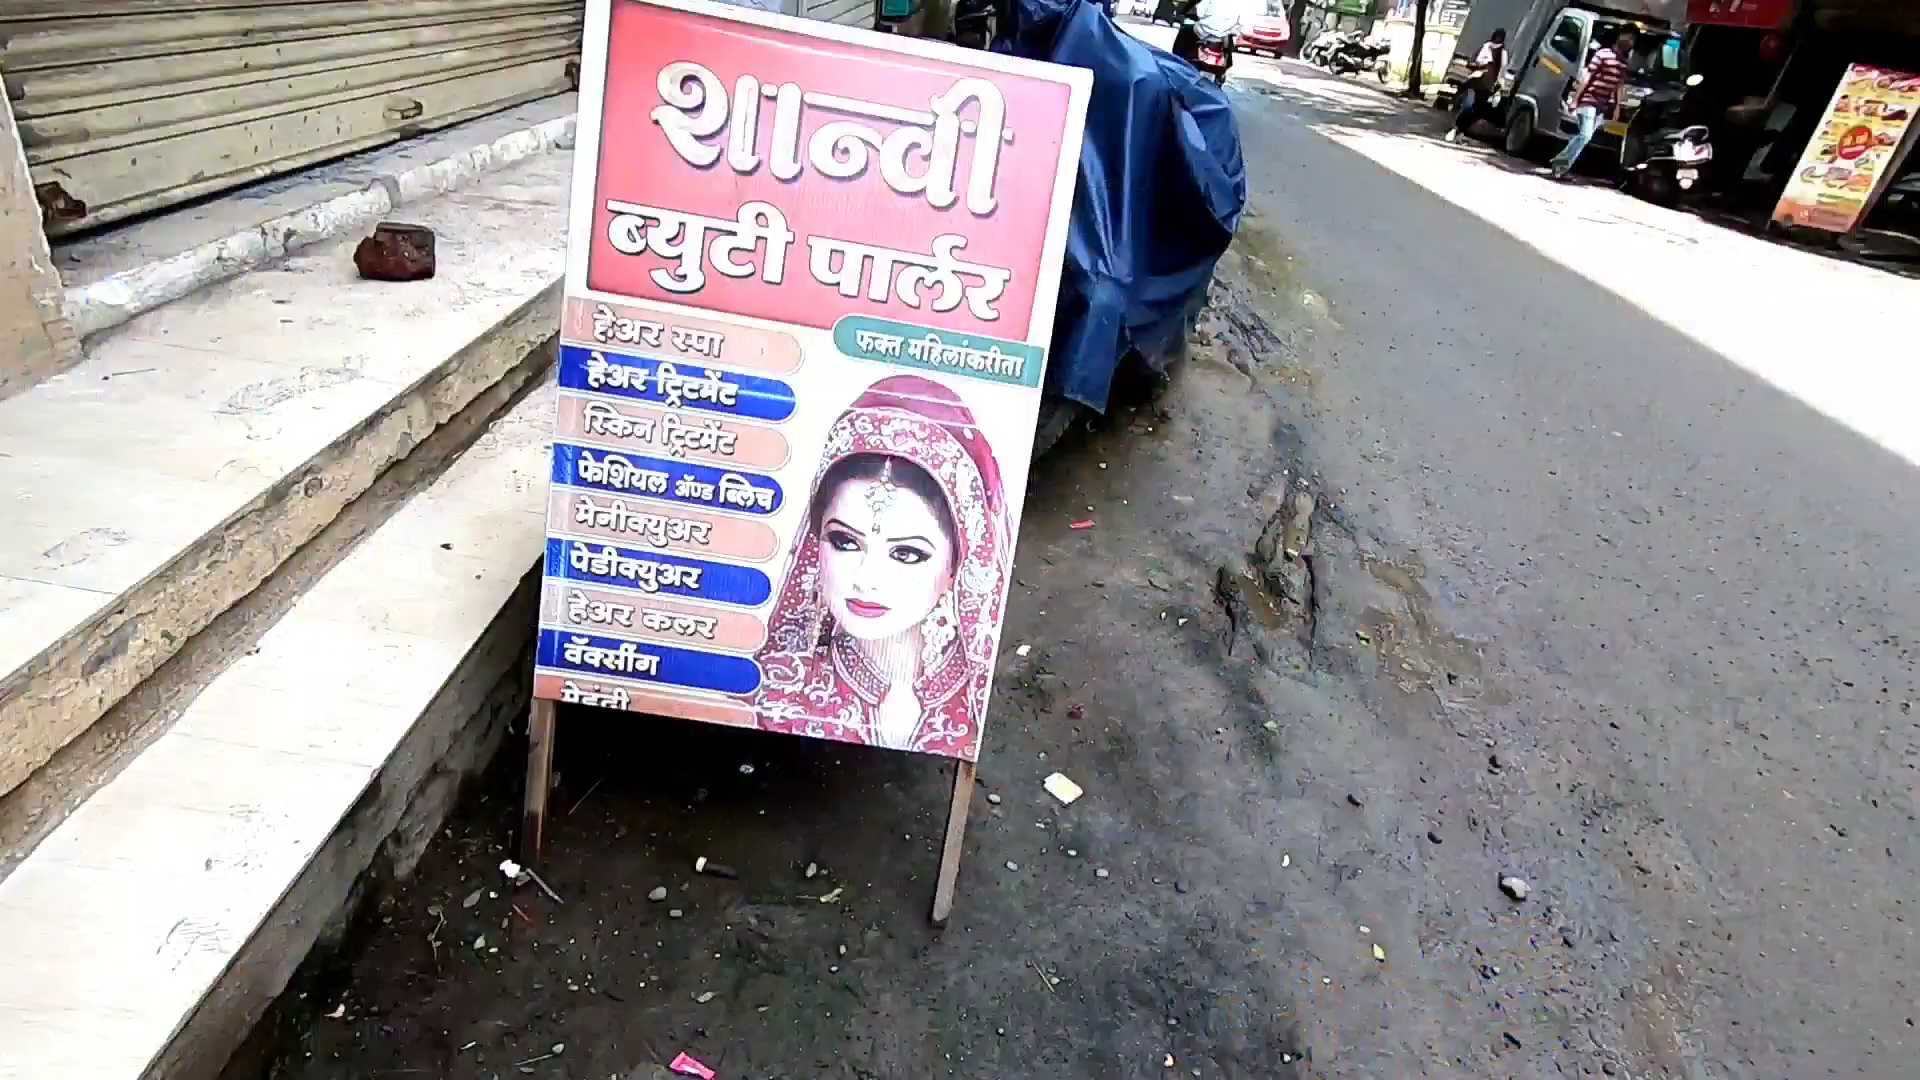 शान्वी
ब्युटी पार्लर
फक्त महिलांकरीता
हेअर स्पा
हेअर ट्रिटमेंट
स्किन ट्रिटमेंट
फेशियल अॅण्ड ब्लिच
मेनीक्युअर
पेडीक्युअर
हेअर कलर
वॅक्सींग
मेहंदी